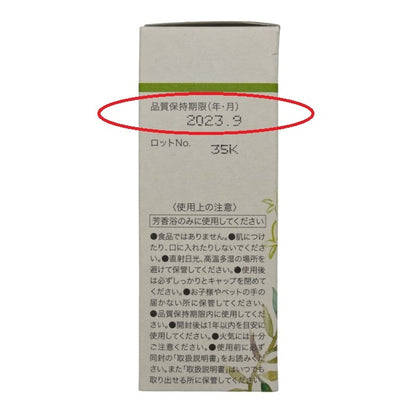 品質保持期限(年・月)
2023.9
ロットNo. 35K
〈使用上の注意〉
芳香浴のみに使用してください
●食品ではありません。●肌につけ
たり、口に入れたりしないでくださ
い。●直射日光、高温多湿の場所を
避けて保管してください。●使用後
は必ずしっかりとキャップを閉めて
ください。●お子様やペットの手の
届かない所に保管してください。
●品質保持期限内に使用してくだ
さい。●開封後は1年以内を目安に
使用してください。●火気には十分
ご注意ください。●使用前に必ず
同封の「取扱説明書」をお読みくだ
さい。また「取扱説明書」はいつでも
取り出せる所に保管してください。